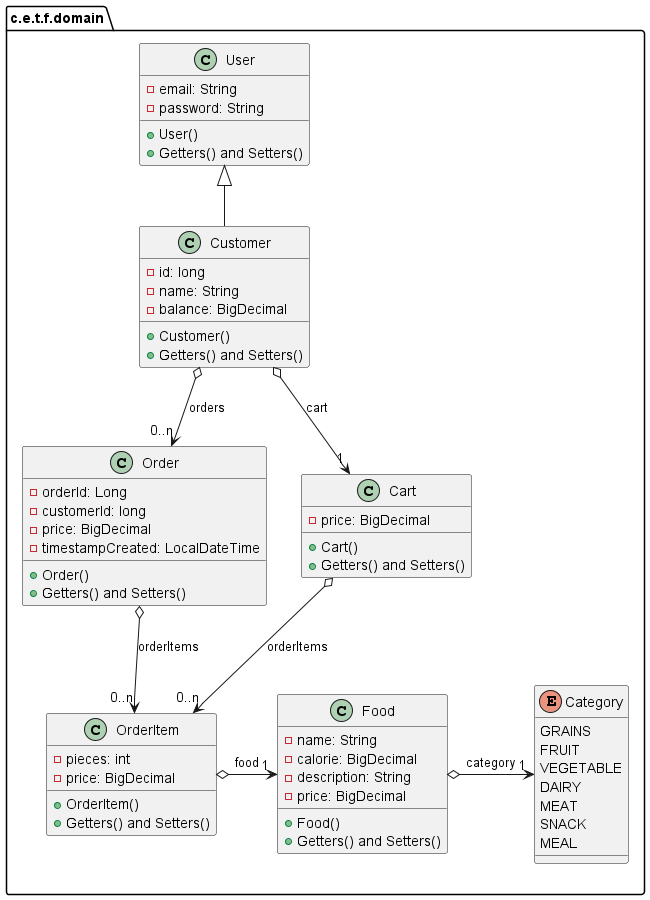 c.e.t.f.domain
C User
email: String
password: String
User()
Getters() and Setters()
C Customer
id: long
name: String
balance: BigDecimal
Customer()
Getters() and Setters()
orders
cart
0..n
1
C Order
orderId: Long
customerId: long
price: BigDecimal
timestampCreated: LocalDateTime
Order()
Getters() and Setters()
C Cart
price: BigDecimal
Cart()
Getters() and Setters()
orderItems
orderItems
0..n
0..n
C OrderItem
pieces: int
price: BigDecimal
OrderItem()
Getters() and Setters()
food 1
C Food
name: String
calorie: BigDecimal
description: String
price: BigDecimal
Food()
Getters() and Setters()
category 1
E Category
GRAINS
FRUIT
VEGETABLE
DAIRY
MEAT
SNACK
MEAL